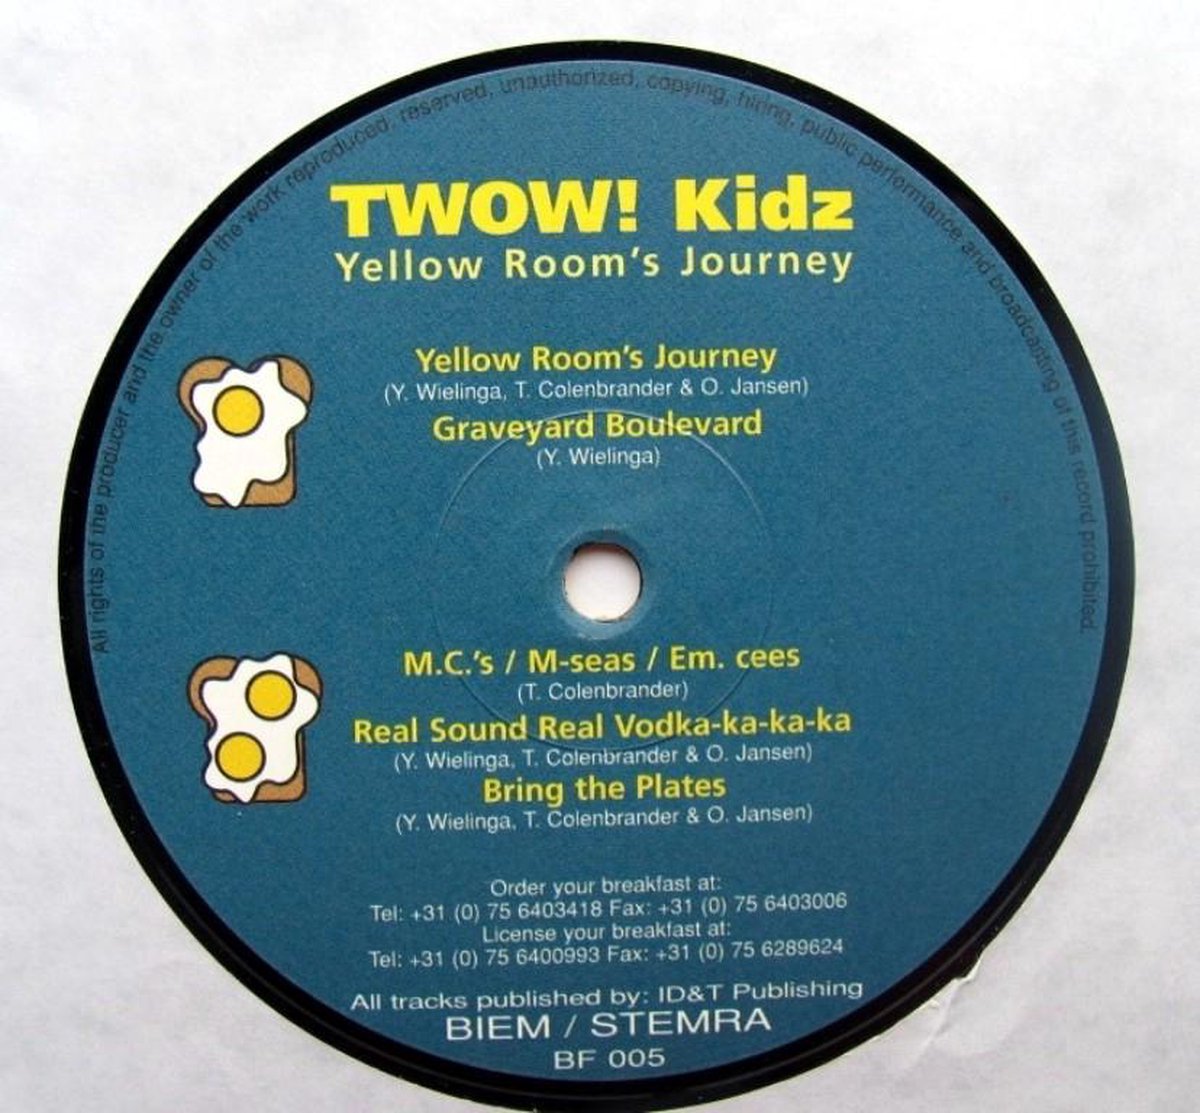 All rights of the producer and the owner of the work reproduced, reserved, unauthorized, copying, hiring, public performance and broadcasting of this record prohibited.
TWOW! Kidz
Yellow Room's Journey
Yellow Room's Journey
(Y. Wielinga, T. Colenbrander & O. Jansen)
Graveyard Boulevard
(Y. Wielinga)
M.C.'s / M-seas / Em. cees
(T. Colenbrander)
Real Sound Real Vodka-ka-ka-ka
(Y. Wielinga, T. Colenbrander & O. Jansen)
Bring the Plates
(Y. Wielinga, T. Colenbrander & O. Jansen)
Order your breakfast at:
Tel: +31 (0) 75 6403418 Fax: +31 (0) 75 6403006
License your breakfast at:
Tel: +31 (0) 75 6400993 Fax: +31 (0) 75 6289624
All tracks published by: ID&T Publishing
BIEM / STEMRA
BF 005